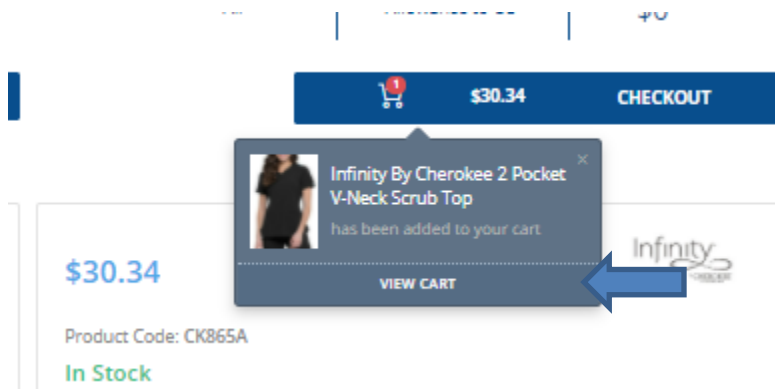 1
$30.34
CHECKOUT
Infinity By Cherokee 2 Pocket
V-Neck Scrub Top
×
has been added to your cart
VIEW CART
Infinity
$30.34
Product Code: CK865A
In Stock